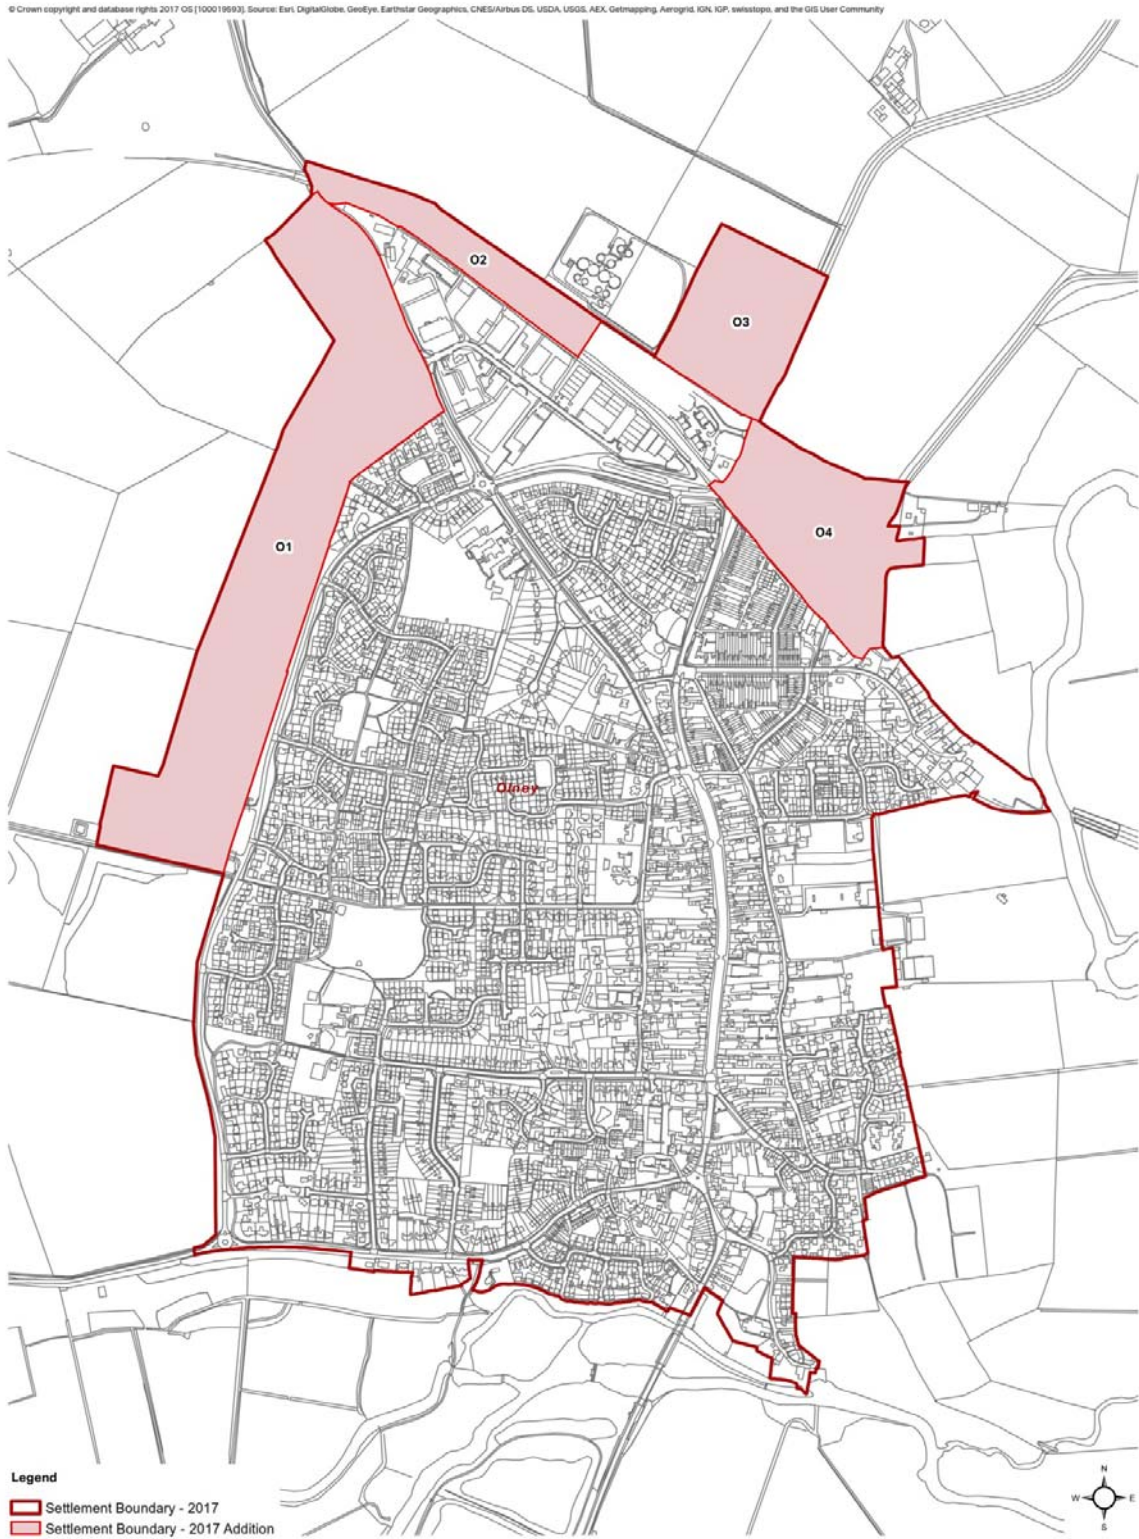 © Crown copyright and database rights 2017 OS [100019593]. Source: Esri, DigitalGlobe, GeoEye, Earthstar Geographics, CNES/Airbus DS, USDA, USGS, AEX, Getmapping, Aerogrid, IGN, IGP, swisstopo, and the GIS User Community
O2
O3
O4
O1
Olney
Legend
Settlement Boundary - 2017
Settlement Boundary - 2017 Addition
N
W E
S